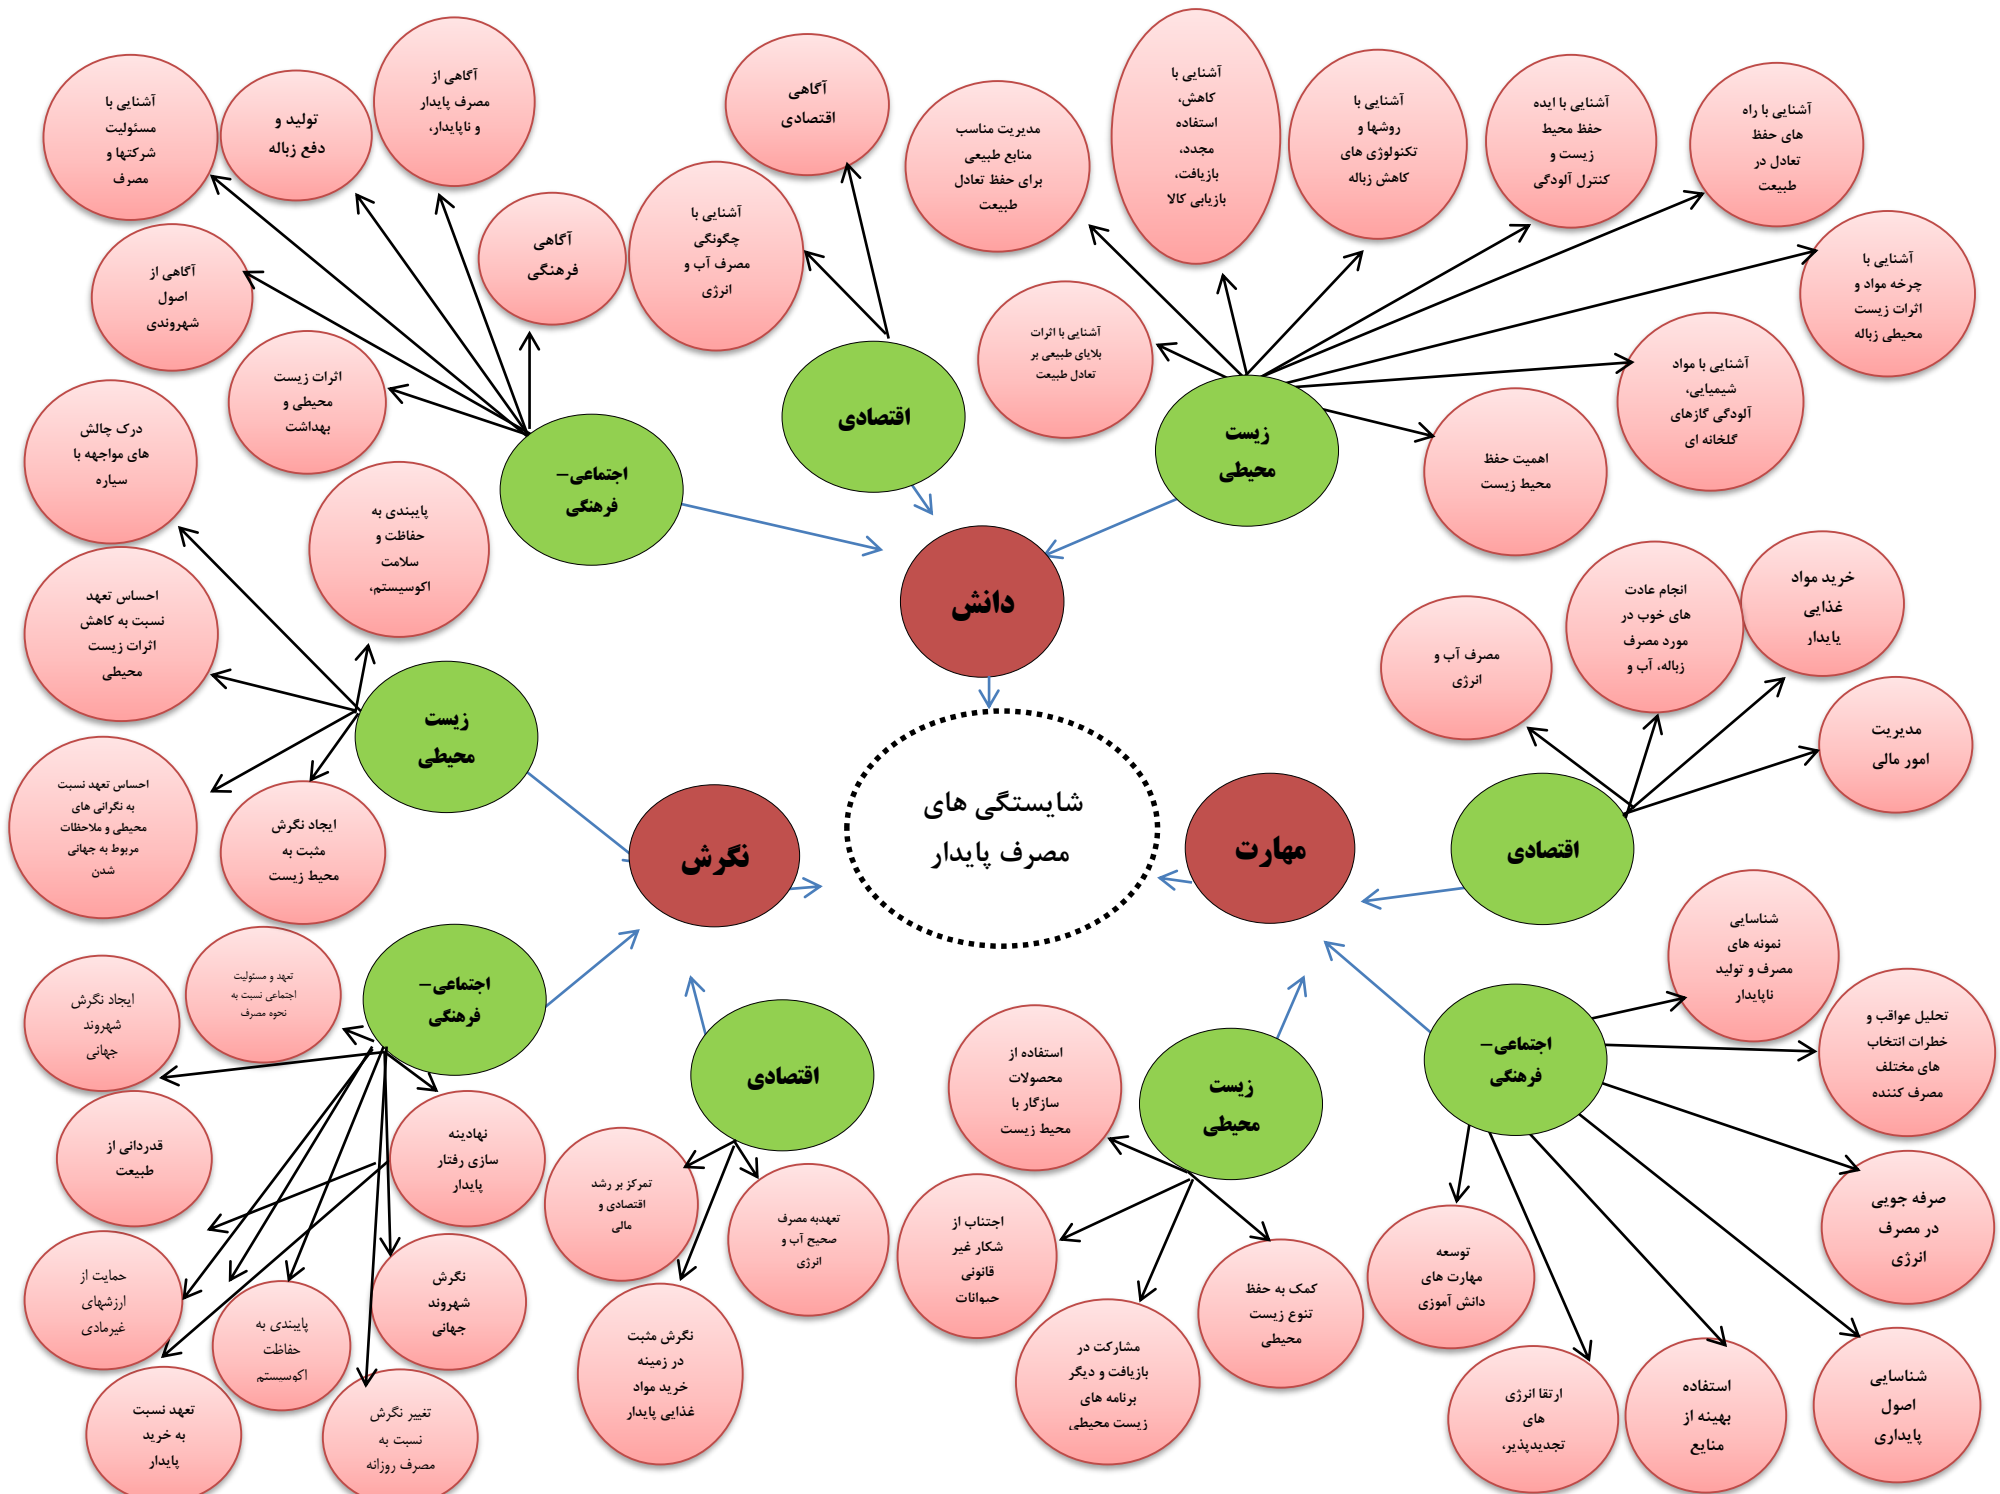 شایستگی های
مصرف پایدار
دانش
زیست
محیطی
آشنایی با راه
های حفظ
تعادل در
طبیعت
آشنایی با ایده
حفظ محیط
زیست و
کنترل آلودگی
آشنایی با
روشها و
تکنولوژی های
کاهش زباله
آشنایی با
کاهش،
استفاده
مجدد،
بازیافت،
بازیابی کالا
مدیریت مناسب
منابع طبیعی
برای حفظ تعادل
طبیعت
آشنایی با
چرخه مواد و
اثرات زیست
محیطی زباله
آشنایی با مواد
شیمیایی،
آلودگی گازهای
گلخانه ای
اهمیت حفظ
محیط زیست
آشنایی با اثرات
بلایای طبیعی بر
تعادل طبیعت
اقتصادی
آگاهی
اقتصادی
آشنایی با
چگونگی
مصرف آب و
انرژی
اجتماعی–
فرهنگی
آگاهی
فرهنگی
آگاهی از
مصرف پایدار
و ناپایدار،
تولید و
دفع زباله
آشنایی با
مسئولیت
شرکتها و
مصرف
آگاهی از
اصول
شهروندی
اثرات زیست
محیطی و
بهداشت
مهارت
اقتصادی
خرید مواد
غذایی
پایدار
انجام عادت
های خوب در
مورد مصرف
زباله، آب و
مصرف آب و
انرژی
مدیریت
امور مالی
اجتماعی–
فرهنگی
شناسایی
نمونه های
مصرف و تولید
ناپایدار
تحلیل عواقب و
خطرات انتخاب
های مختلف
مصرف کننده
صرفه جویی
در مصرف
انرژی
شناسایی
اصول
پایداری
استفاده
بهینه از
منابع
ارتقا انرژی
های
تجدیدپذیر،
توسعه
مهارت های
دانش آموزی
زیست
محیطی
استفاده از
محصولات
سازگار با
محیط زیست
اجتناب از
شکار غیر
قانونی
حیوانات
مشارکت در
بازیافت و دیگر
برنامه های
زیست محیطی
کمک به حفظ
تنوع زیست
محیطی
نگرش
زیست
محیطی
درک چالش
های مواجهه با
سیاره
پایبندی به
حفاظت و
سلامت
اکوسیستم،
احساس تعهد
نسبت به کاهش
اثرات زیست
محیطی
احساس تعهد نسبت
به نگرانی های
محیطی و ملاحظات
مربوط به جهانی
شدن
ایجاد نگرش
مثبت به
محیط زیست
اجتماعی–
فرهنگی
تعهد و مسئولیت
اجتماعی نسبت به
نحوه مصرف
ایجاد نگرش
شهروند
جهانی
قدردانی از
طبیعت
نهادینه
سازی رفتار
پایدار
حمایت از
ارزشهای
غیرمادی
پایبندی به
حفاظت
اکوسیستم
نگرش
شهروند
جهانی
تعهد نسبت
به خرید
پایدار
تغییر نگرش
نسبت به
مصرف روزانه
اقتصادی
تمرکز بر رشد
اقتصادی و
مالی
تعهدبه مصرف
صحیح آب و
انرژی
نگرش مثبت
در زمینه
خرید مواد
غذایی پایدار